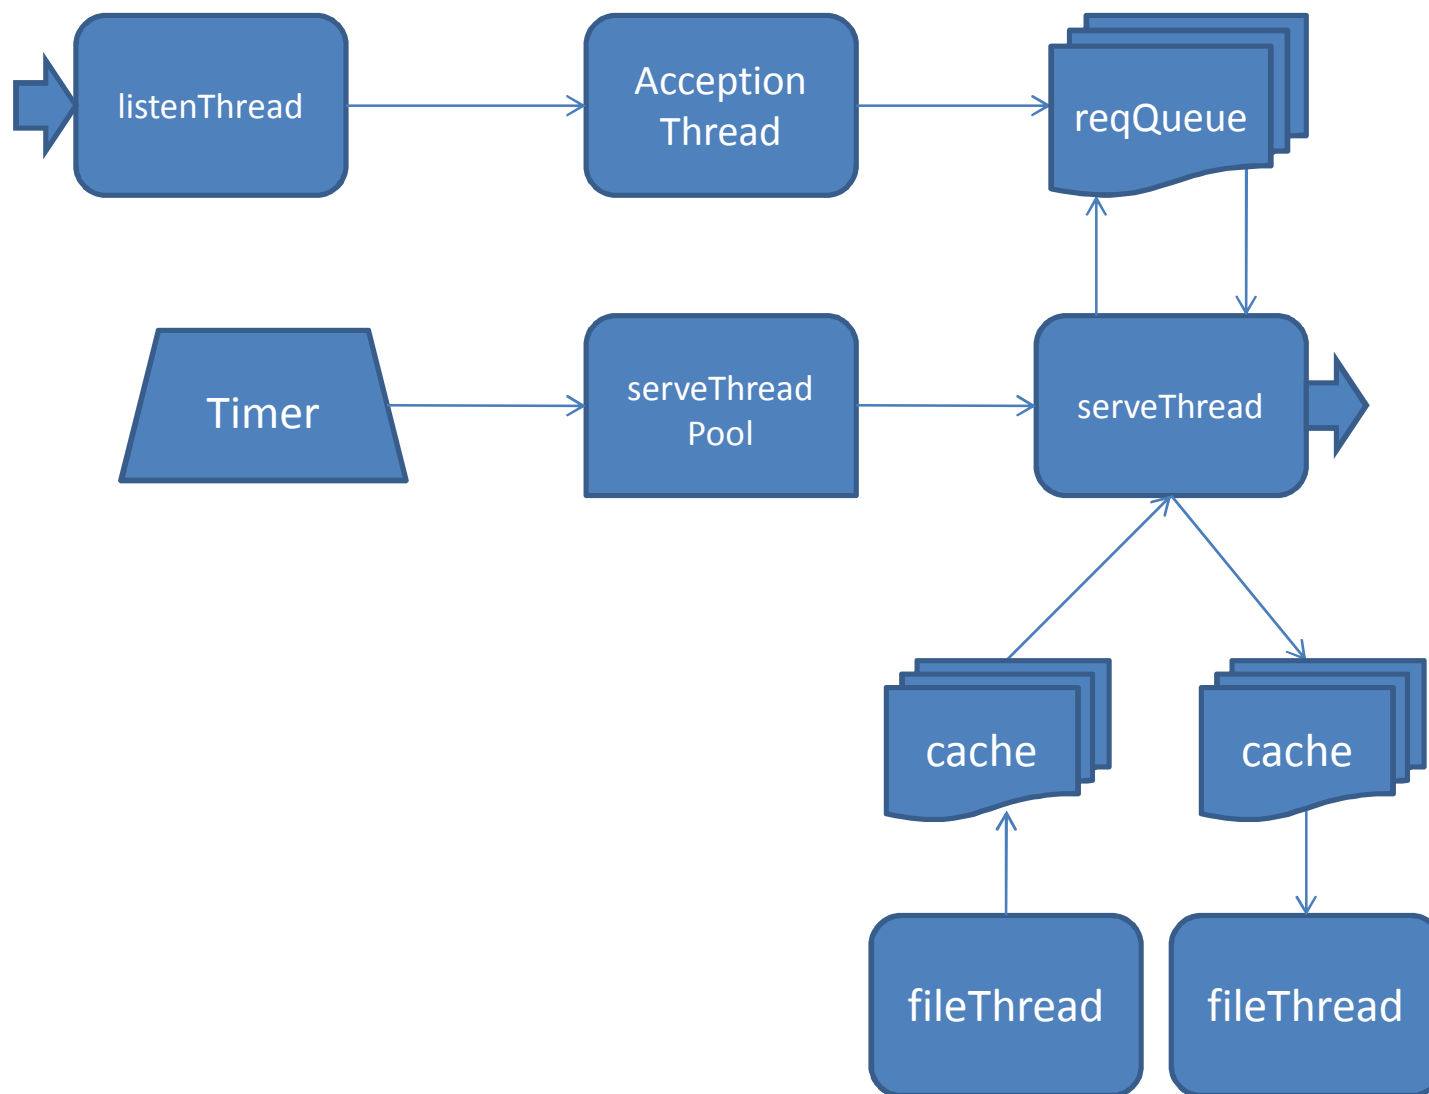 listenThread
Acception
Thread
reqQueue
Timer
serveThread
Pool
serveThread
cache
cache
fileThread
fileThread